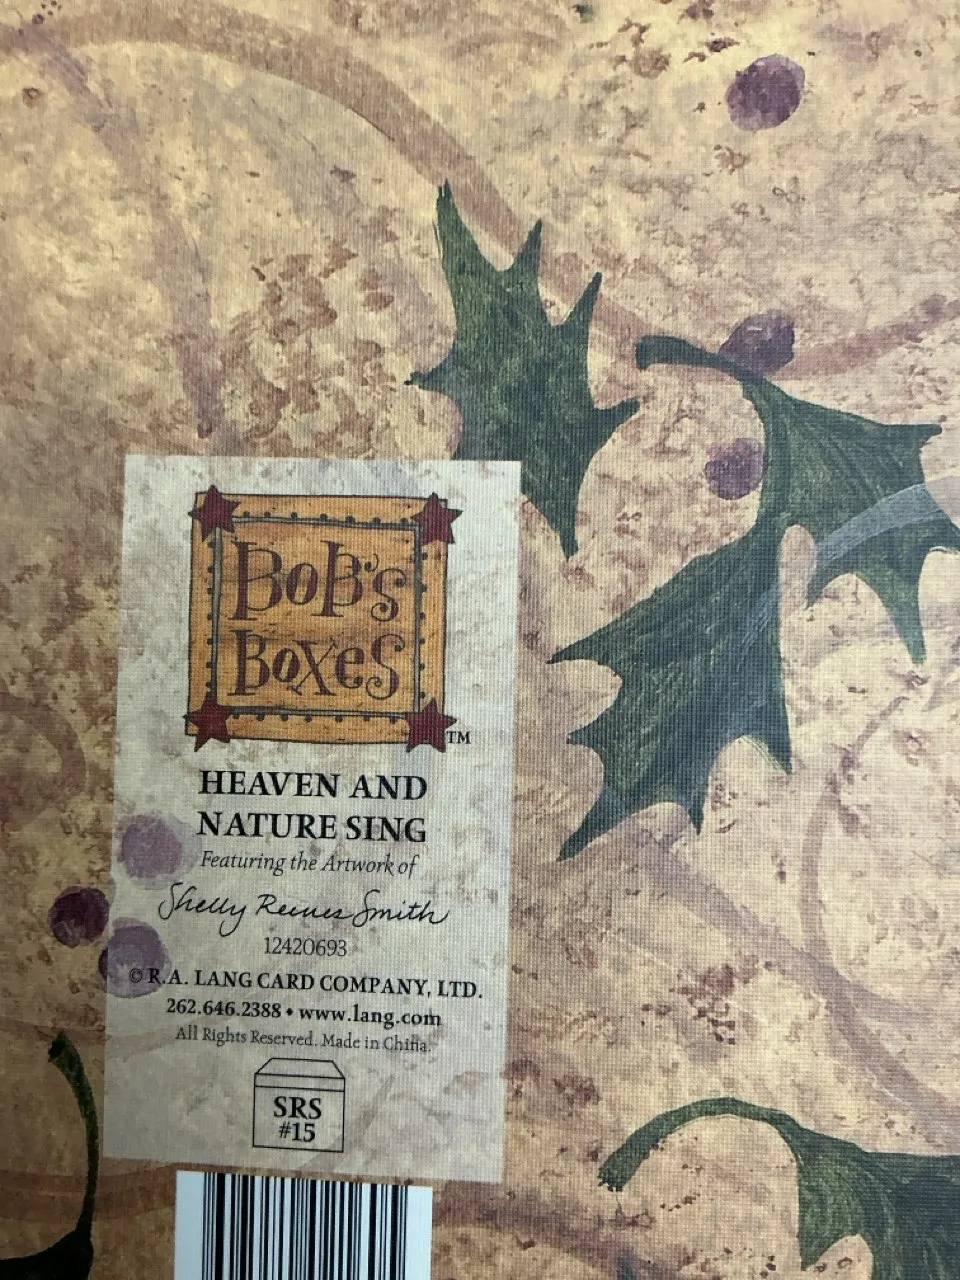 BOB'S
BOXES
TM
HEAVEN AND
NATURE SING
Featuring the Artwork of
Shelly Reeves Smith
12420693
© R.A. LANG CARD COMPANY, LTD.
262.646.2388 • www.lang.com
All Rights Reserved. Made in China.
SRS
#15